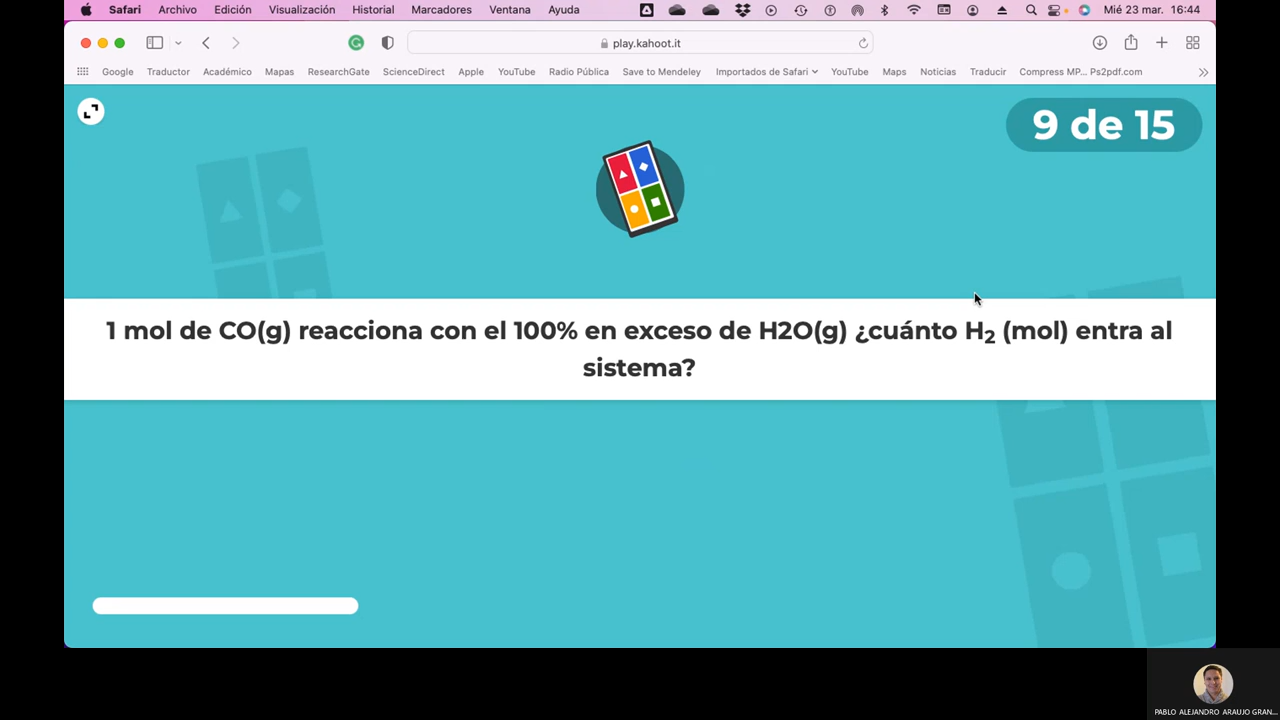 Safari Archivo Edición Visualización Historial Marcadores Ventana Ayuda Mié 23 mar. 16:44
play.kahoot.it
Google Traductor Académico Mapas ResearchGate ScienceDirect Apple YouTube Radio Pública Save to Mendeley Importados de Safari YouTube Maps Noticias Traducir Compress MP... Ps2pdf.com
9 de 15
1 mol de CO(g) reacciona con el 100% en exceso de H2O(g) ¿cuánto H₂ (mol) entra al
sistema?
PABLO ALEJANDRO ARAUJO GRAN...